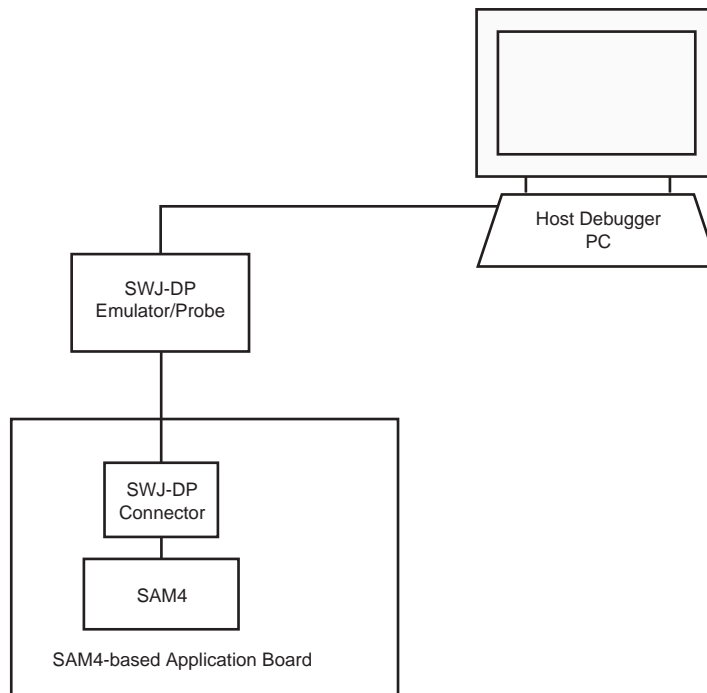 Host Debugger
PC
SWJ-DP
Emulator/Probe
SWJ-DP
Connector
SAM4
SAM4-based Application Board